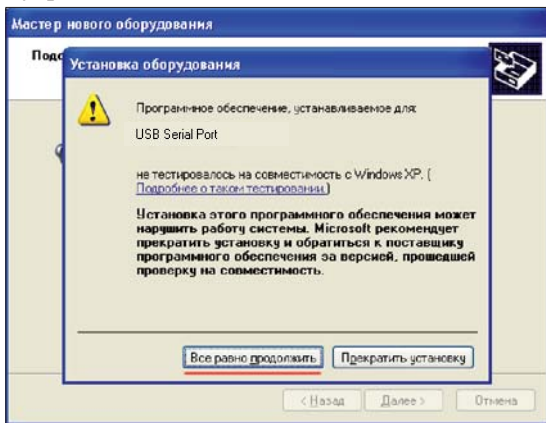 Мастер нового оборудования
Установка оборудования
Программное обеспечение, устанавливаемое для:
USB Serial Port
не тестировалось на совместимость с Windows XP. (
Подробнее о таком тестировании.)
Установка этого программного обеспечения может
нарушить работу системы. Microsoft рекомендует
прекратить установку и обратиться к поставщику
программного обеспечения за версией, прошедшей
проверку на совместимость.
Все равно продолжить Прекратить установку
< Назад Далее > Отмена